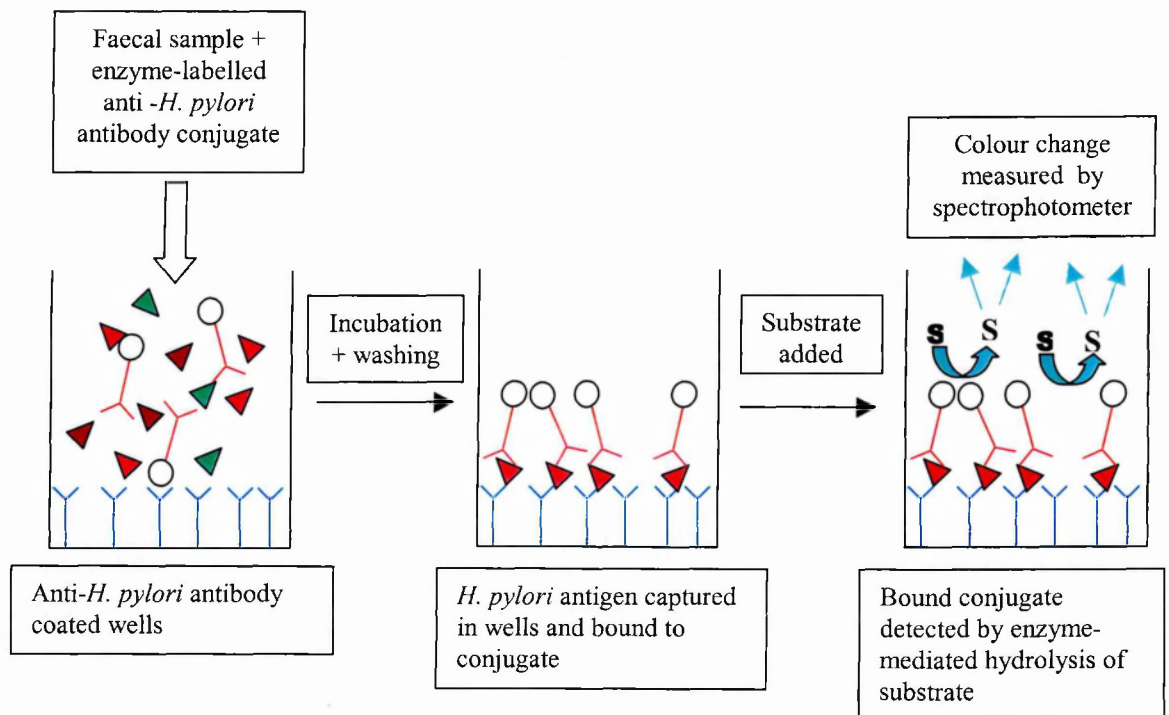 Faecal sample +
enzyme-labelled
anti -H. pylori
antibody conjugate
Colour change
measured by
spectrophotometer
Incubation
+ washing
Substrate
added
S S S S
Anti-H. pylori antibody
coated wells
H. pylori antigen captured
in wells and bound to
conjugate
Bound conjugate
detected by enzyme-
mediated hydrolysis of
substrate